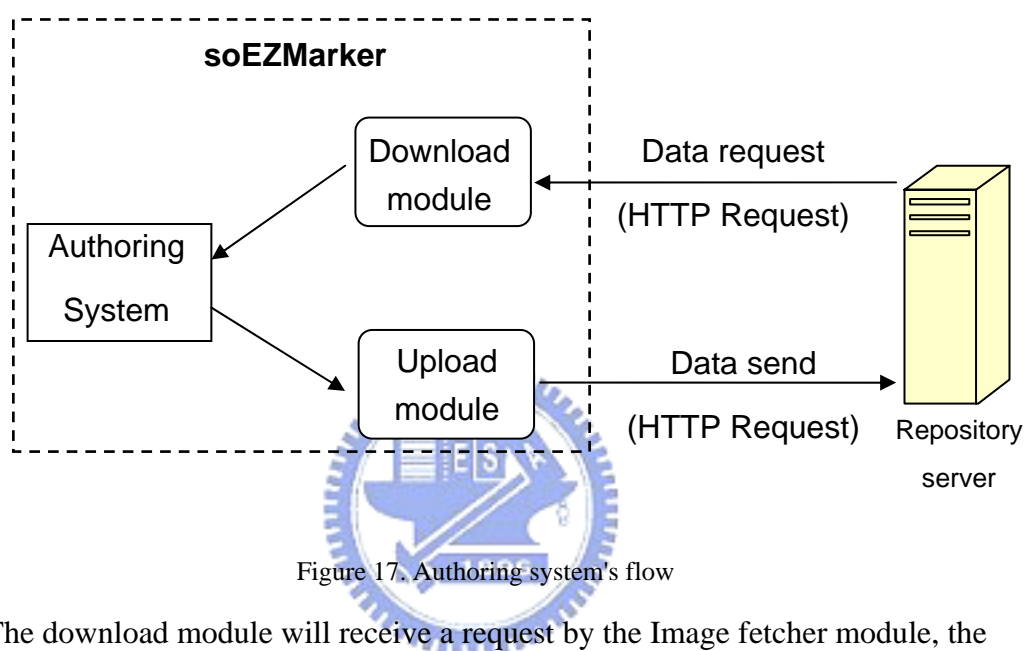 soEZMarker
Download
module
Data request
(HTTP Request)
Authoring
System
Upload
module
Data send
(HTTP Request)
Repository
server
E S
1896
Figure 17. Authoring system's flow
The download module will receive a request by the Image fetcher module, the